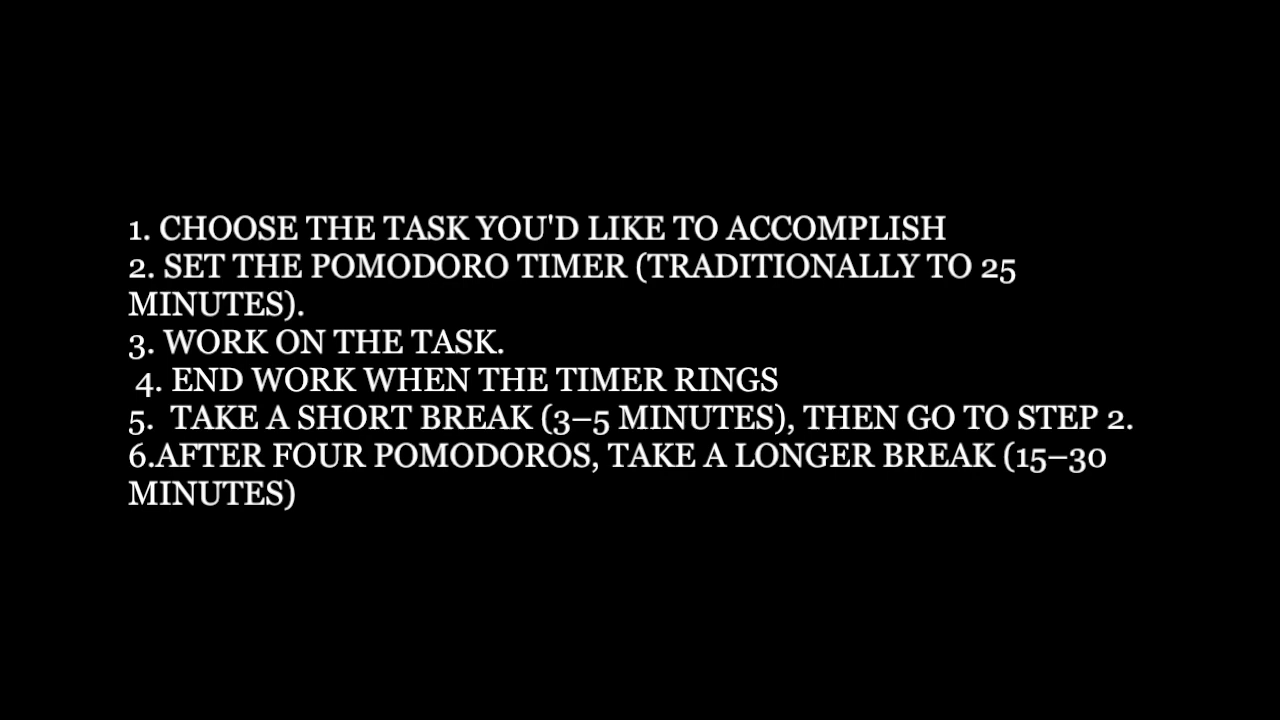 1. CHOOSE THE TASK YOU'D LIKE TO ACCOMPLISH
2. SET THE POMODORO TIMER (TRADITIONALLY TO 25
MINUTES).
3. WORK ON THE TASK.
4. END WORK WHEN THE TIMER RINGS
5.  TAKE A SHORT BREAK (3–5 MINUTES), THEN GO TO STEP 2.
6.AFTER FOUR POMODOROS, TAKE A LONGER BREAK (15–30
MINUTES)